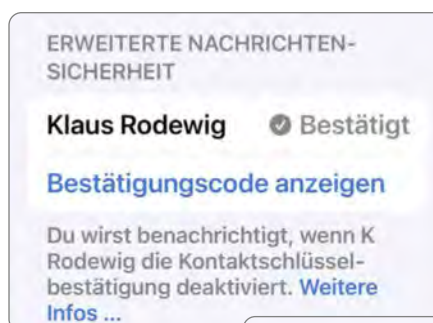 ERWEITERTE NACHRICHTEN-
SICHERHEIT
Klaus Rodewig Bestätigt
Bestätigungscode anzeigen
Du wirst benachrichtigt, wenn K
Rodewig die Kontaktschlüssel-
bestätigung deaktiviert. Weitere
Infos ...